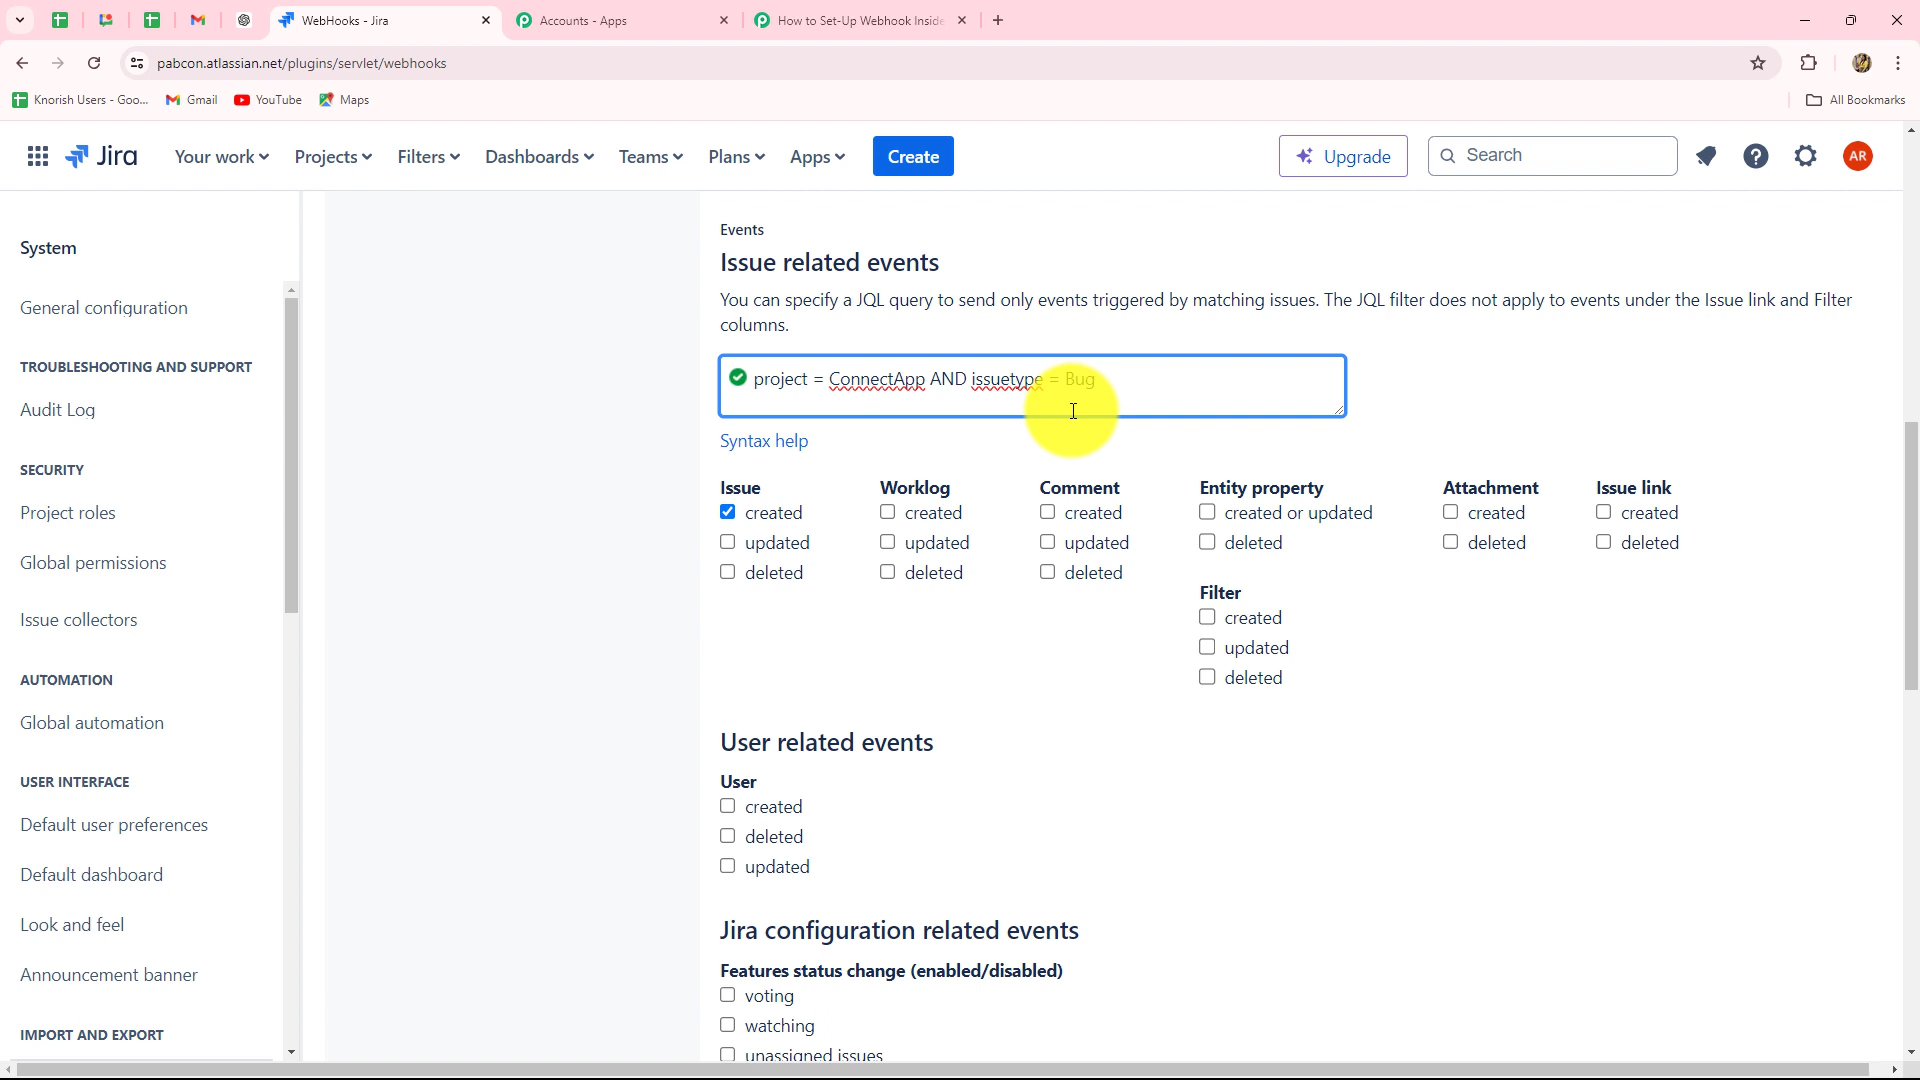 WebHooks - Jira
Accounts - Apps
How to Set-Up Webhook Inside
pabcon.atlassian.net/plugins/servlet/webhooks
Knorish Users - Goo...
Gmail
YouTube
Maps
All Bookmarks
Jira
Your work
Projects
Filters
Dashboards
Teams
Plans
Apps
Create
Upgrade
Search
AR
System
General configuration
TROUBLESHOOTING AND SUPPORT
Audit Log
SECURITY
Project roles
Global permissions
Issue collectors
AUTOMATION
Global automation
USER INTERFACE
Default user preferences
Default dashboard
Look and feel
Announcement banner
IMPORT AND EXPORT
Events
Issue related events
You can specify a JQL query to send only events triggered by matching issues. The JQL filter does not apply to events under the Issue link and Filter
columns.
project = ConnectApp AND issuetype = Bug
Syntax help
Issue
created
updated
deleted
Worklog
created
updated
deleted
Comment
created
updated
deleted
Entity property
created or updated
deleted
Filter
created
updated
deleted
Attachment
created
deleted
Issue link
created
deleted
User related events
User
created
deleted
updated
Jira configuration related events
Features status change (enabled/disabled)
voting
watching
unassigned issues